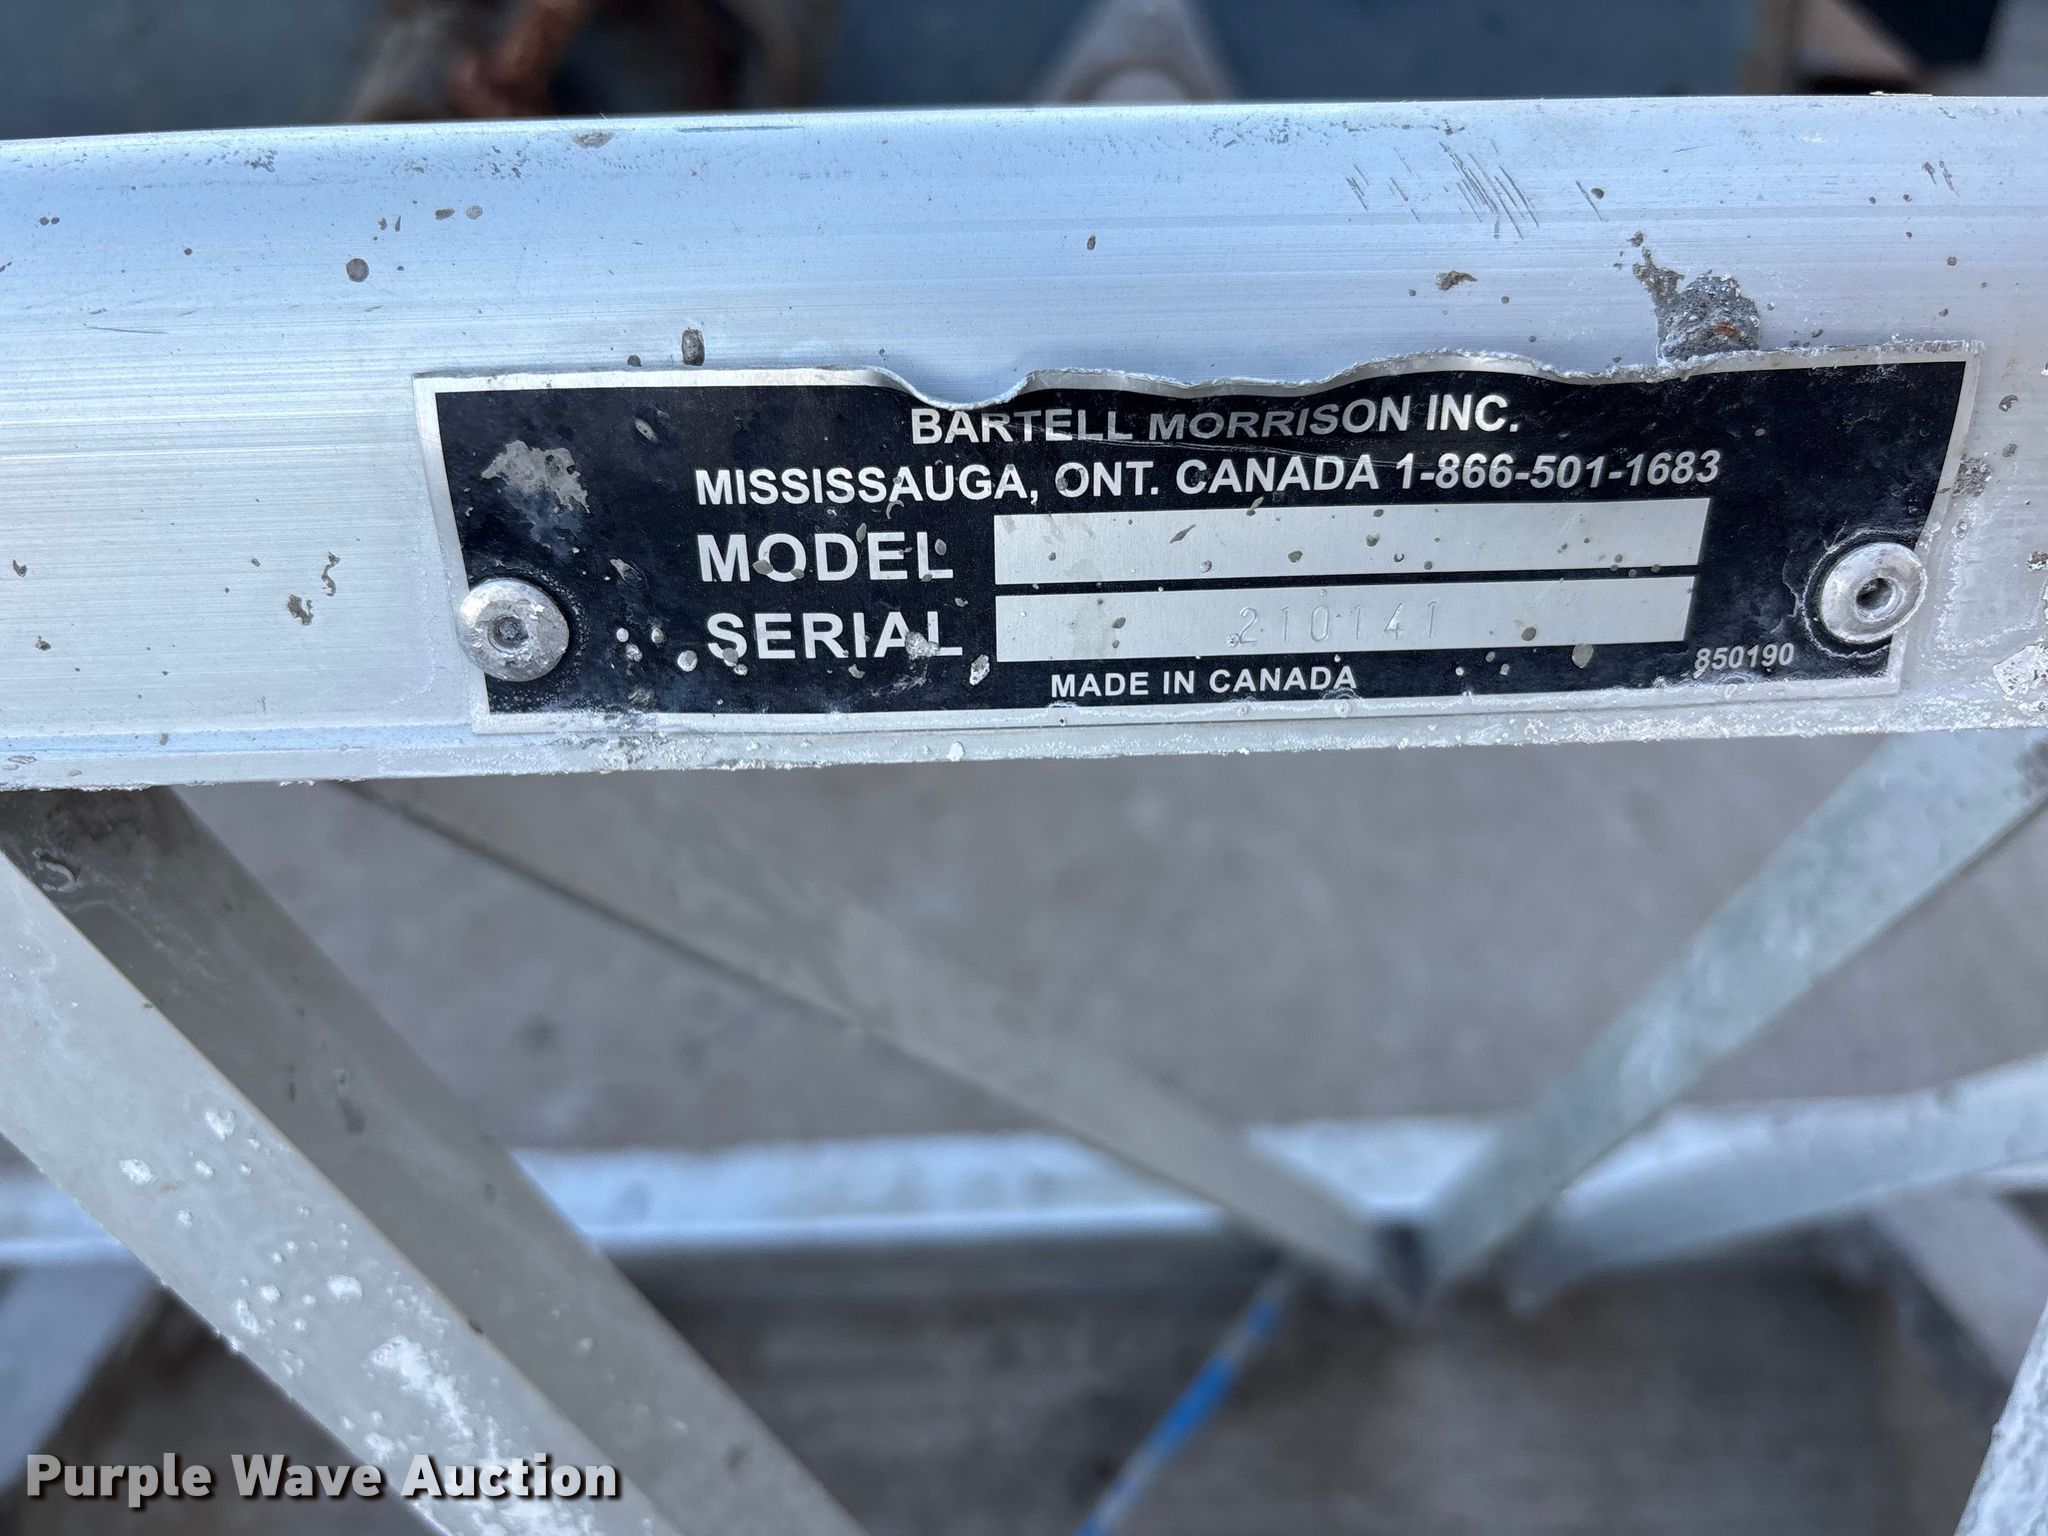 BARTELL MORRISON INC.
MISSISSAUGA, ONT. CANADA 1-866-501-1683
MODEL
SERIAL 210141
MADE IN CANADA
850190
Purple Wave Auction